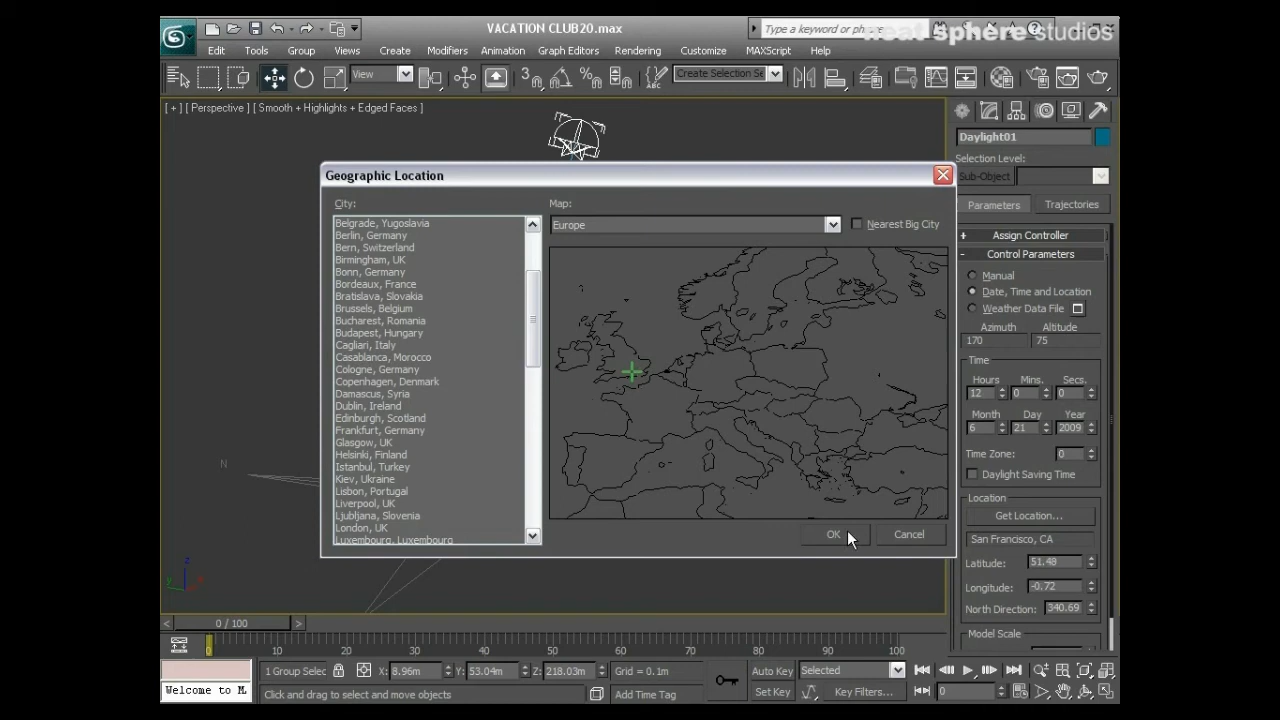 VACATION CLUB20.max
Type a keyword or phrase
neat sphere studios
Edit Tools Group Views Create Modifiers Animation Graph Editors Rendering Customize MAXScript Help
View
3
%
ABC
Create Selection Se
[ + ] [ Perspective ] [ Smooth + Highlights + Edged Faces ]
Daylight01
Selection Level:
Sub-Object
Parameters Trajectories
+ Assign Controller
- Control Parameters
Manual
Date, Time and Location
Weather Data File
Azimuth Altitude
170 75
Time
Hours Mins. Secs.
12 0 0
Month Day Year
6 21 2009
Time Zone: 0
Daylight Saving Time
Location
Get Location...
San Francisco, CA
Latitude: 51.48
Longitude: -0.72
North Direction: 340.69
Model Scale
Geographic Location
City:
Belgrade, Yugoslavia
Berlin, Germany
Bern, Switzerland
Birmingham, UK
Bonn, Germany
Bordeaux, France
Bratislava, Slovakia
Brussels, Belgium
Bucharest, Romania
Budapest, Hungary
Cagliari, Italy
Casablanca, Morocco
Cologne, Germany
Copenhagen, Denmark
Damascus, Syria
Dublin, Ireland
Edinburgh, Scotland
Frankfurt, Germany
Glasgow, UK
Helsinki, Finland
Istanbul, Turkey
Kiev, Ukraine
Lisbon, Portugal
Liverpool, UK
Ljubljana, Slovenia
London, UK
Luxembourg, Luxembourg
Map:
Europe
Nearest Big City
OK Cancel
N
z
y
x
< 0 / 100 >
0 10 20 30 40 50 60 70 80 90 100
1 Group Selec X: 8.96m Y: 53.04m Z: 218.03m Grid = 0.1m
Auto Key Selected
Welcome to M
Click and drag to select and move objects
Add Time Tag
Set Key Key Filters... 0